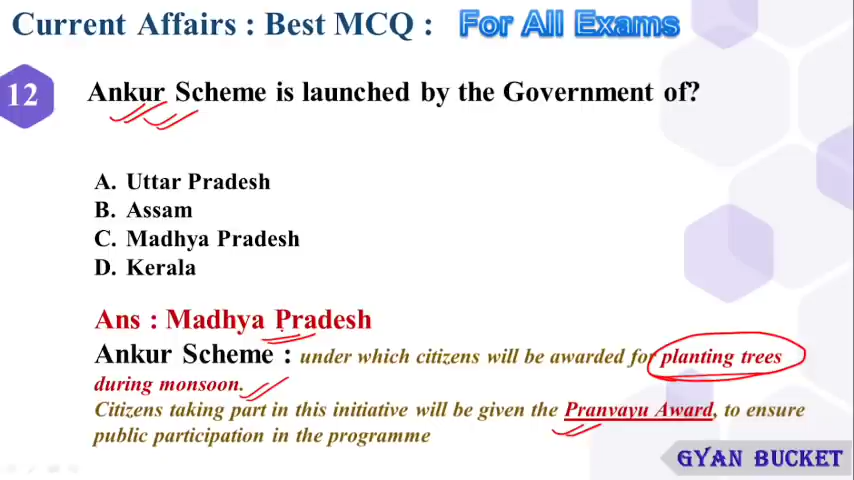 Current Affairs : Best MCQ : For All Exams
12 Ankur Scheme is launched by the Government of?
A. Uttar Pradesh
B. Assam
C. Madhya Pradesh
D. Kerala
Ans : Madhya Pradesh
Ankur Scheme : under which citizens will be awarded for planting trees
during monsoon.
Citizens taking part in this initiative will be given the Pranvayu Award, to ensure
public participation in the programme
GYAN BUCKET